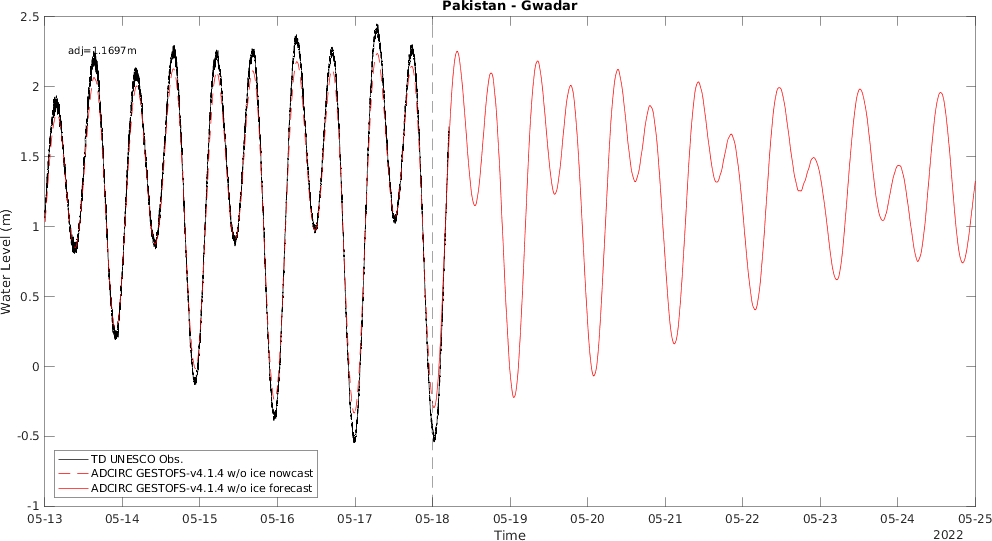 Pakistan - Gwadar
adj=1.1697m
2.5
2
1.5
1
0.5
0
-0.5
-1
Water Level (m)
TD UNESCO Obs.
ADCIRC GESTOFS-v4.1.4 w/o ice nowcast
ADCIRC GESTOFS-v4.1.4 w/o ice forecast
05-13 05-14 05-15 05-16 05-17 05-18 05-19 05-20 05-21 05-22 05-23 05-24 05-25
Time
2022